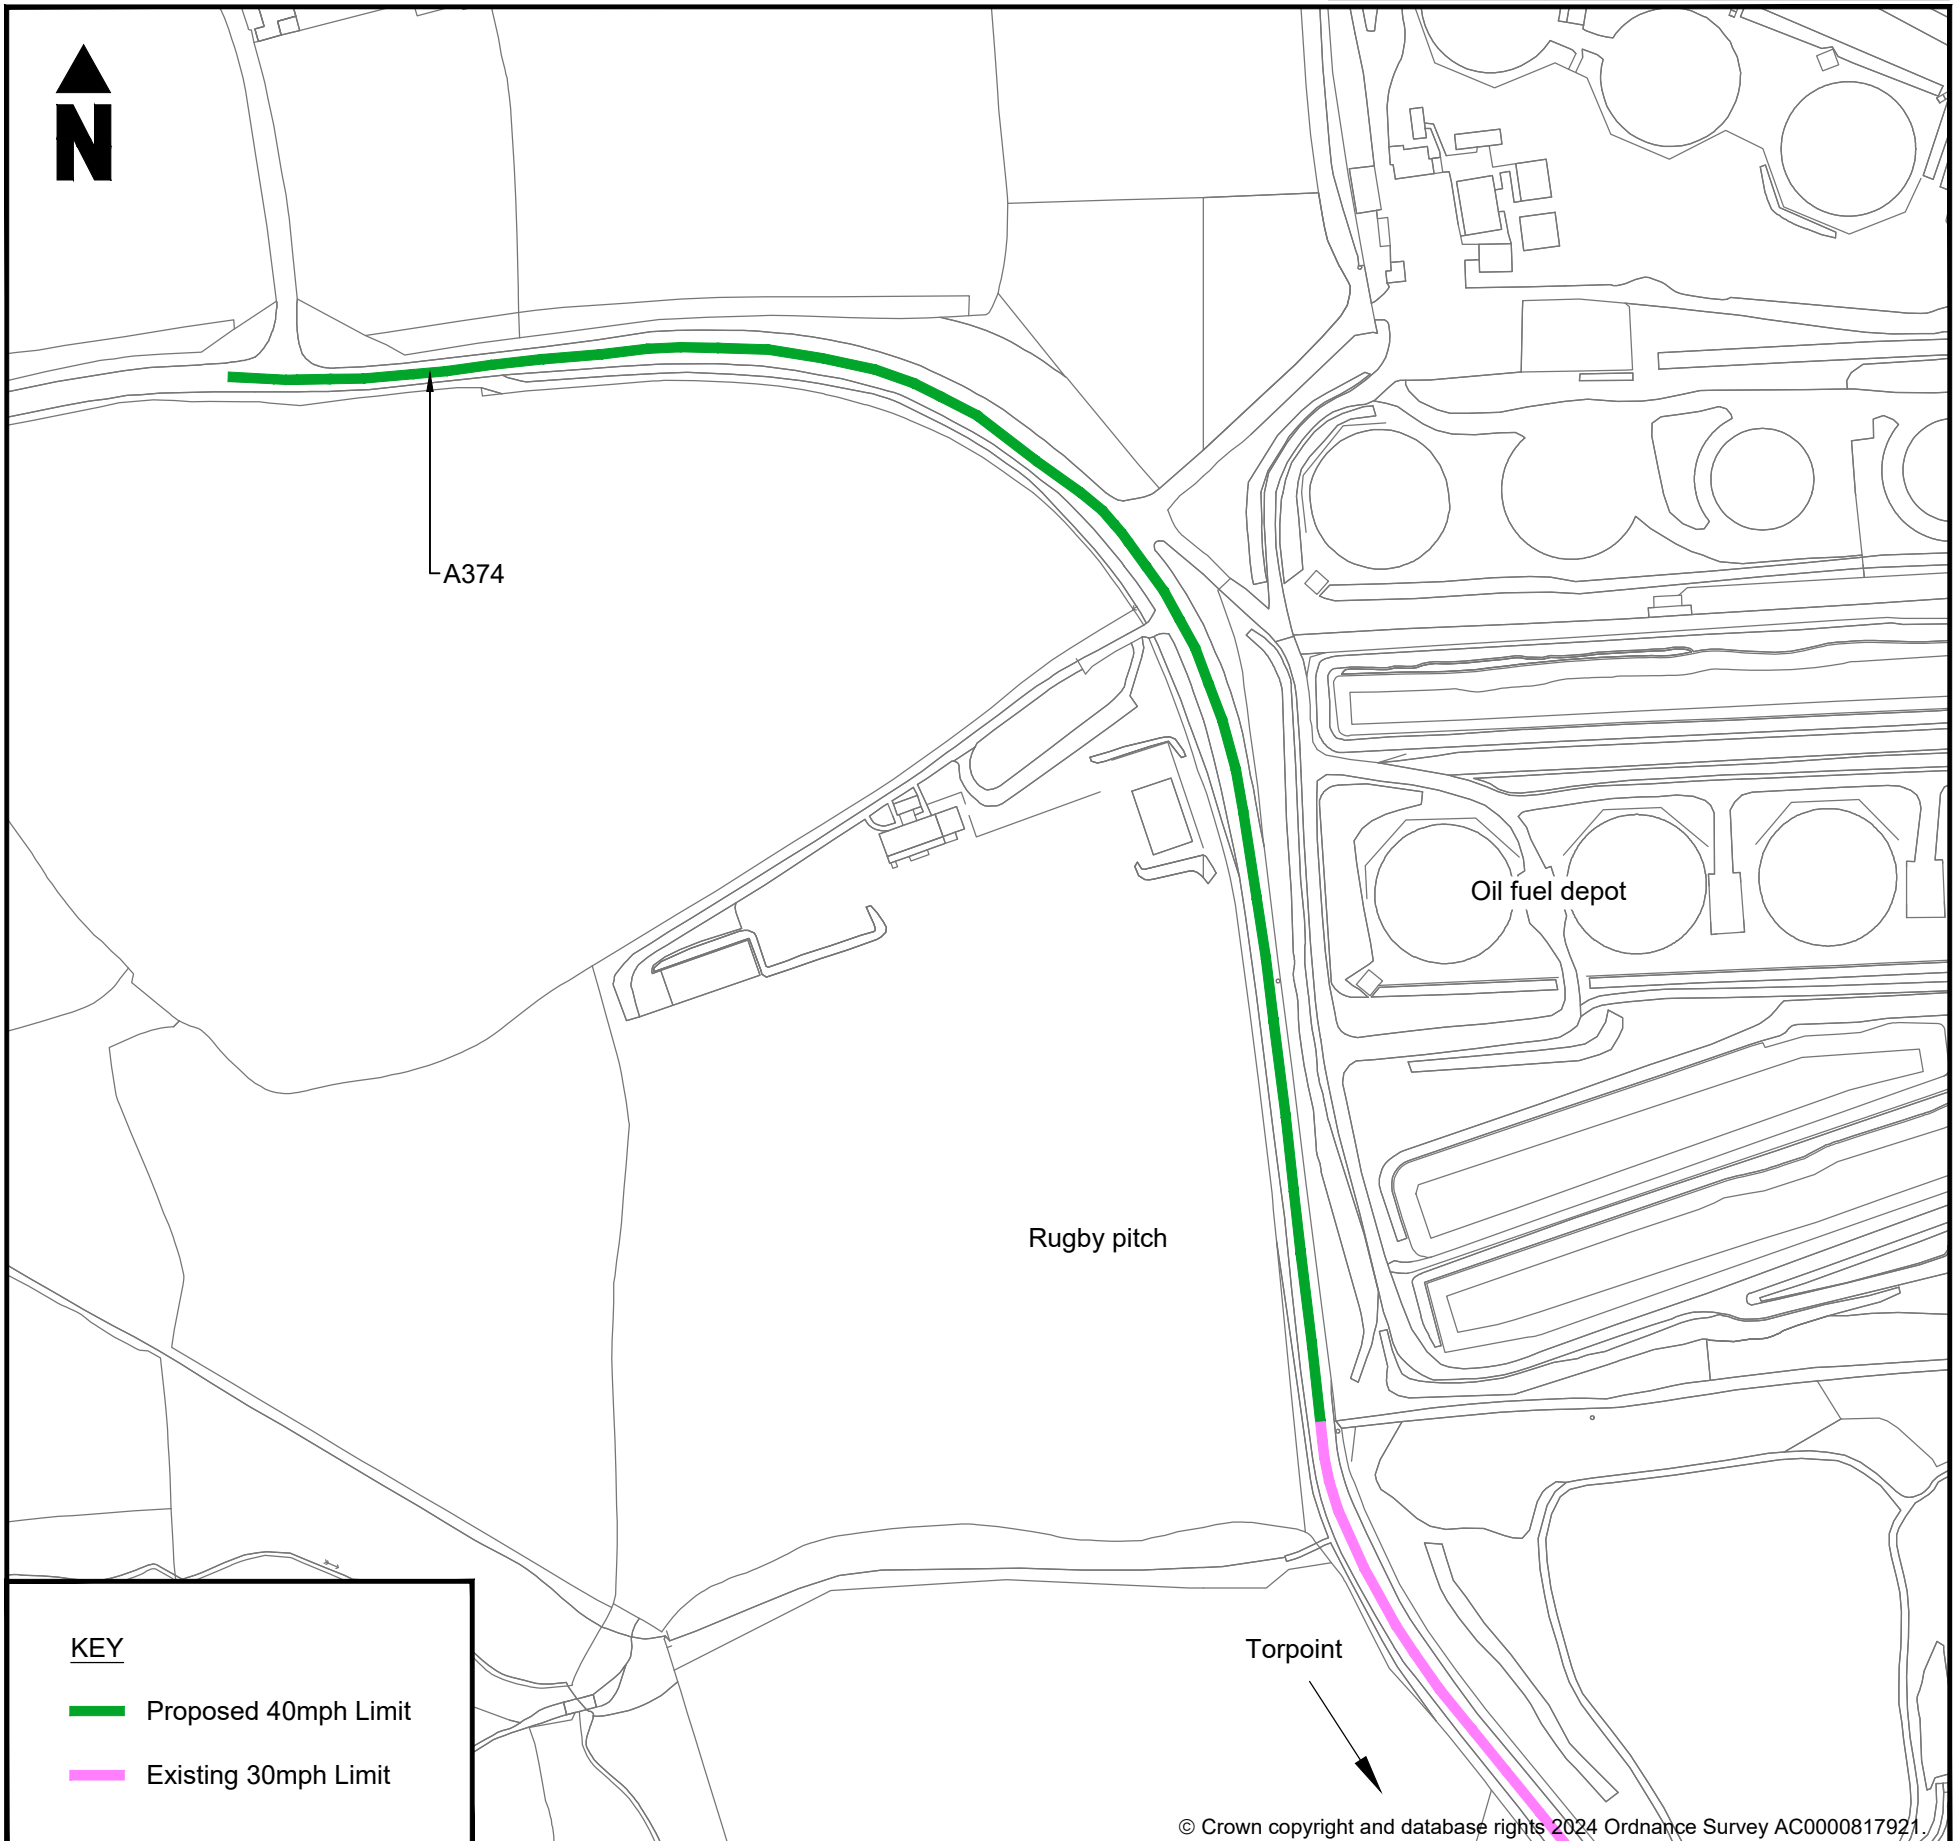 N
A374
Oil fuel depot
Rugby pitch
Torpoint
KEY
Proposed 40mph Limit
Existing 30mph Limit
© Crown copyright and database rights 2024 Ordnance Survey AC0000817921.